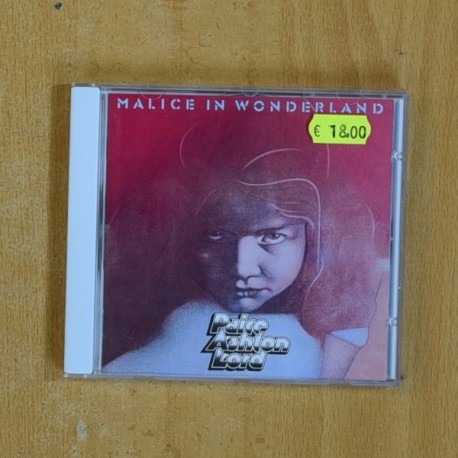 MALICE IN WONDERLAND
€ 18.00
Paice
Ashton
Lord